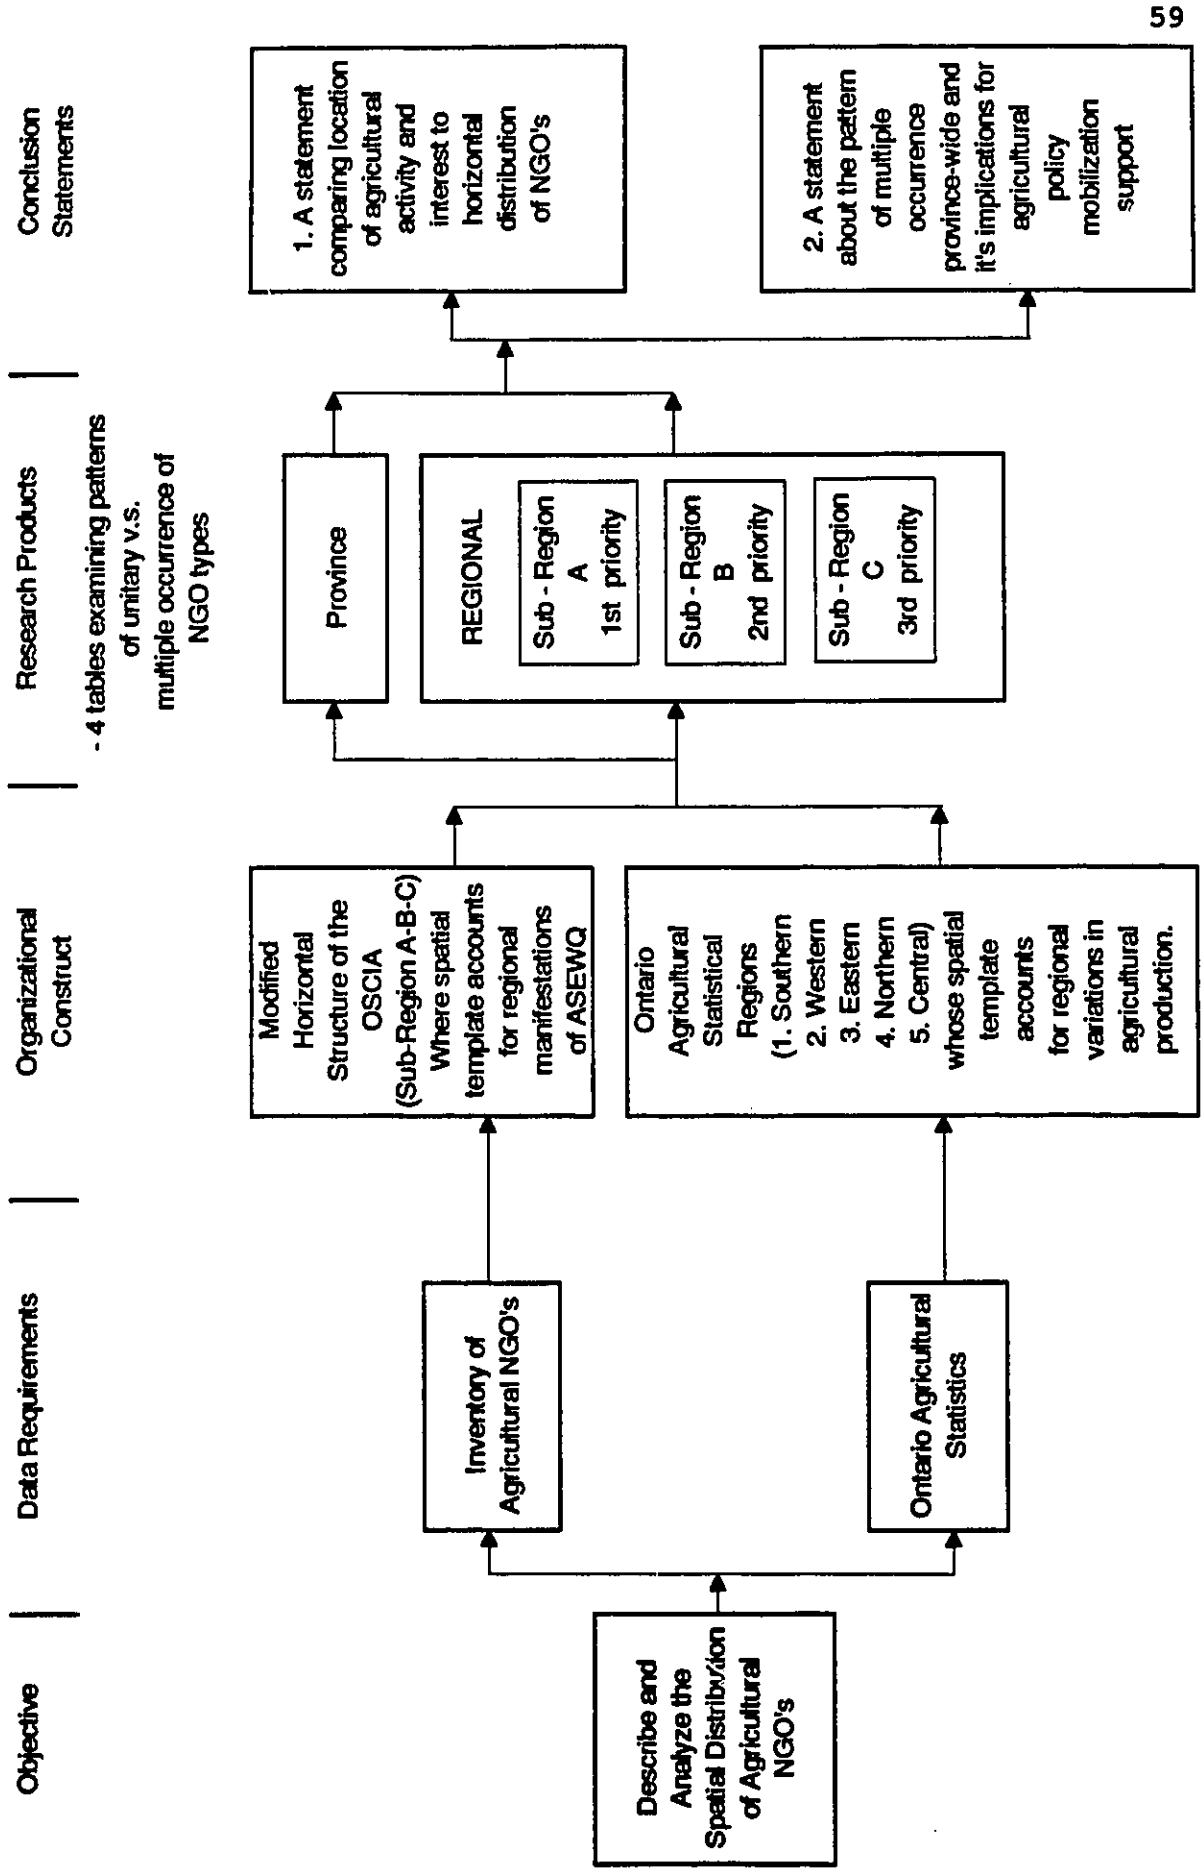 59
Objective
Data Requirements
Organizational
Construct
Research Products
Conclusion
Statements
- 4 tables examining patterns
of unitary v.s.
multiple occurrence of
NGO types
Describe and
Analyze the
Spatial Distribution
of Agricultural
NGO's
Inventory of
Agricultural NGO's
Ontario Agricultural
Statistics
Modified
Horizontal
Structure of the
OSCIA
(Sub-Region A-B-C)
Where spatial
template accounts
for regional
manifestations
of ASEWQ
Ontario
Agricultural
Statistical
Regions
(1. Southern
2. Western
3. Eastern
4. Northern
5. Central)
whose spatial
template
accounts
for regional
variations in
agricultural
production.
Province
REGIONAL
Sub - Region
A
1st priority
Sub - Region
B
2nd priority
Sub - Region
C
3rd priority
1. A statement
comparing location
of agricultural
activity and
interest to
horizontal
distribution
of NGO's
2. A statement
about the pattern
of multiple
occurrence
province-wide and
it's implications for
agricultural
policy
mobilization
support